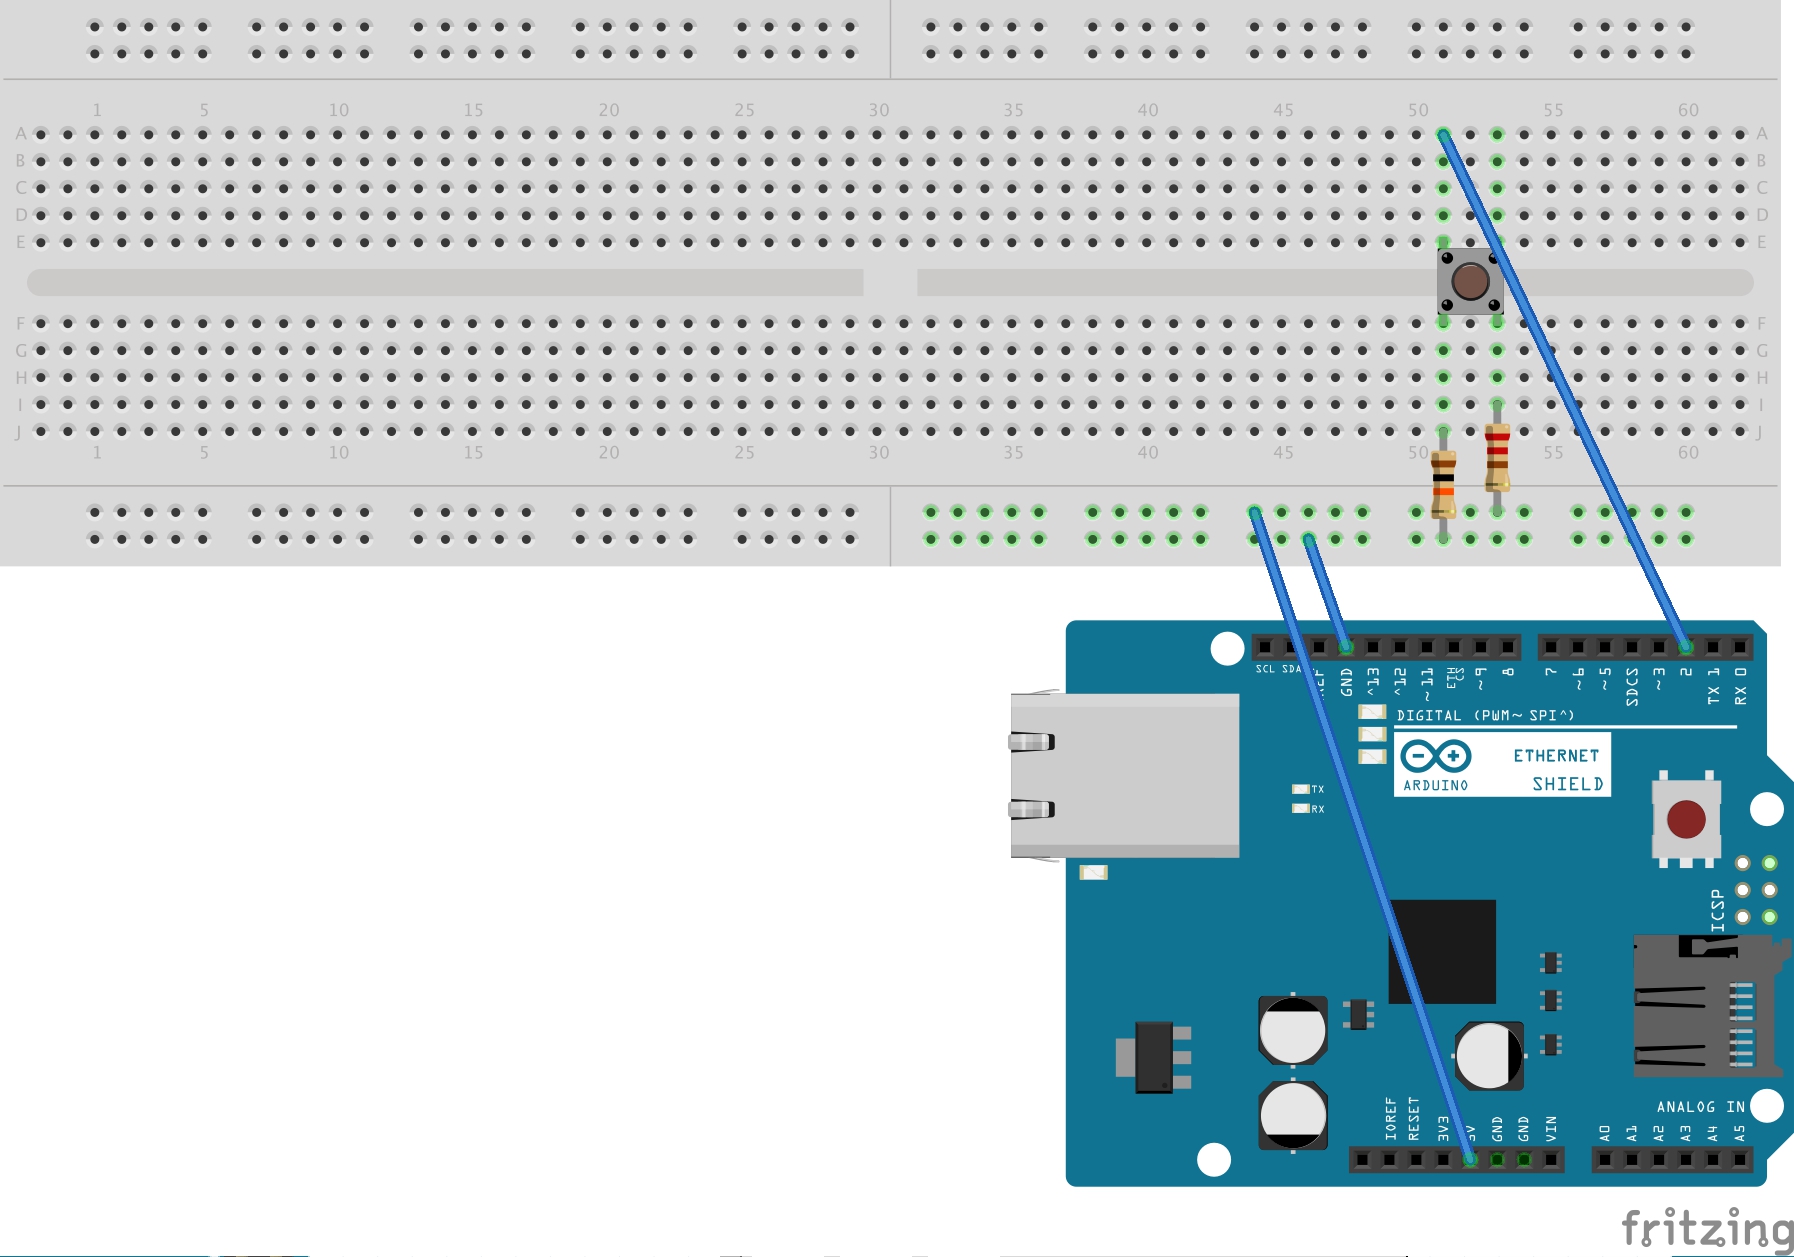 1 5 10 15 20 25 30 35 40 45 50 55 60
A A
B B
C C
D D
E E
F F
G G
H H
I I
J J
1 5 10 15 20 25 30 35 40 45 50 55 60
SCL SDA GND ^13 ^12 ~11 ETH CS ~9 8 7 ~6 ~5 SDCS ~3 2 TX 1 RX 0
DIGITAL (PWM~ SPI^)
ETHERNET
SHIELD
ARDUINO
TX
RX
ICSP
ANALOG IN
IOREF RESET 3V3 5V GND GND VIN A0 A1 A2 A3 A4 A5
fritzing